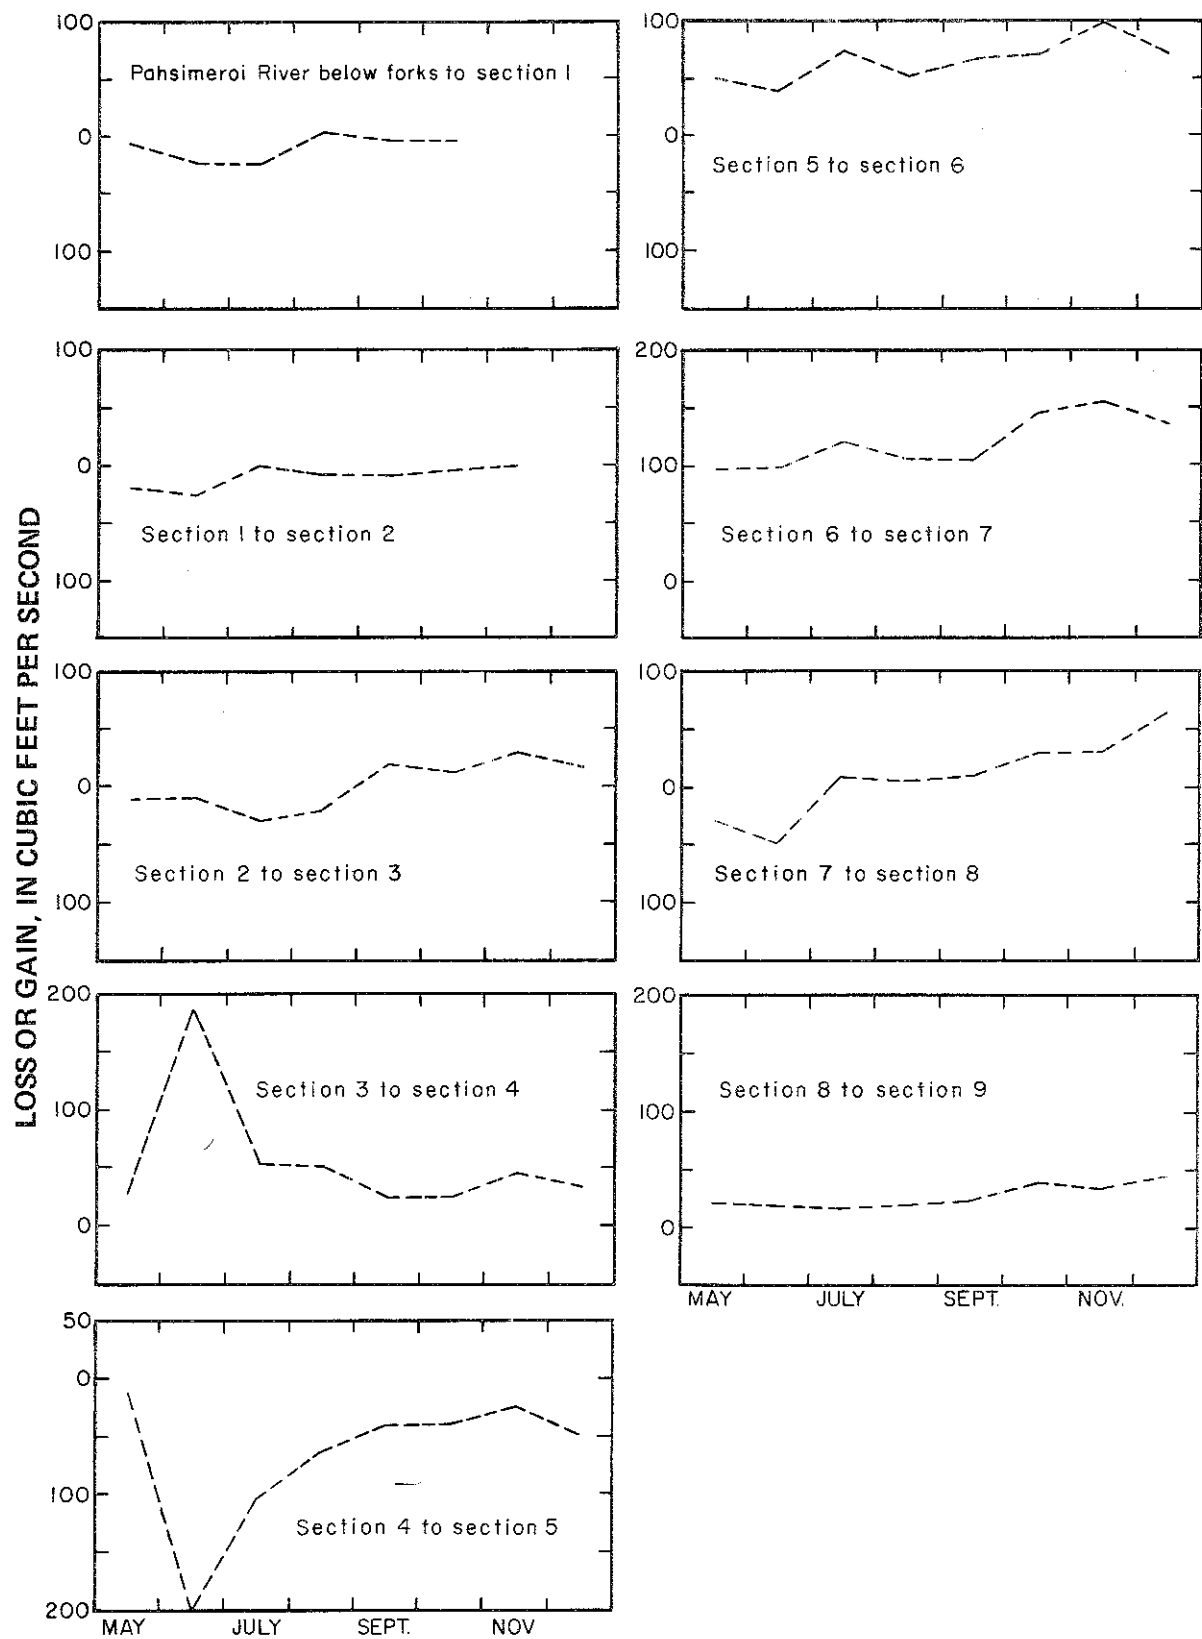 LOSS OR GAIN, IN CUBIC FEET PER SECOND
100
Pahsimeroi River below forks to section 1
0
100
100
0
Section 1 to section 2
100
100
0
Section 2 to section 3
100
200
Section 3 to section 4
100
0
50
0
100
Section 4 to section 5
200
MAY JULY SEPT. NOV
100
0
Section 5 to section 6
100
200
100
Section 6 to section 7
0
100
0
Section 7 to section 8
100
200
Section 8 to section 9
100
0
MAY JULY SEPT. NOV.